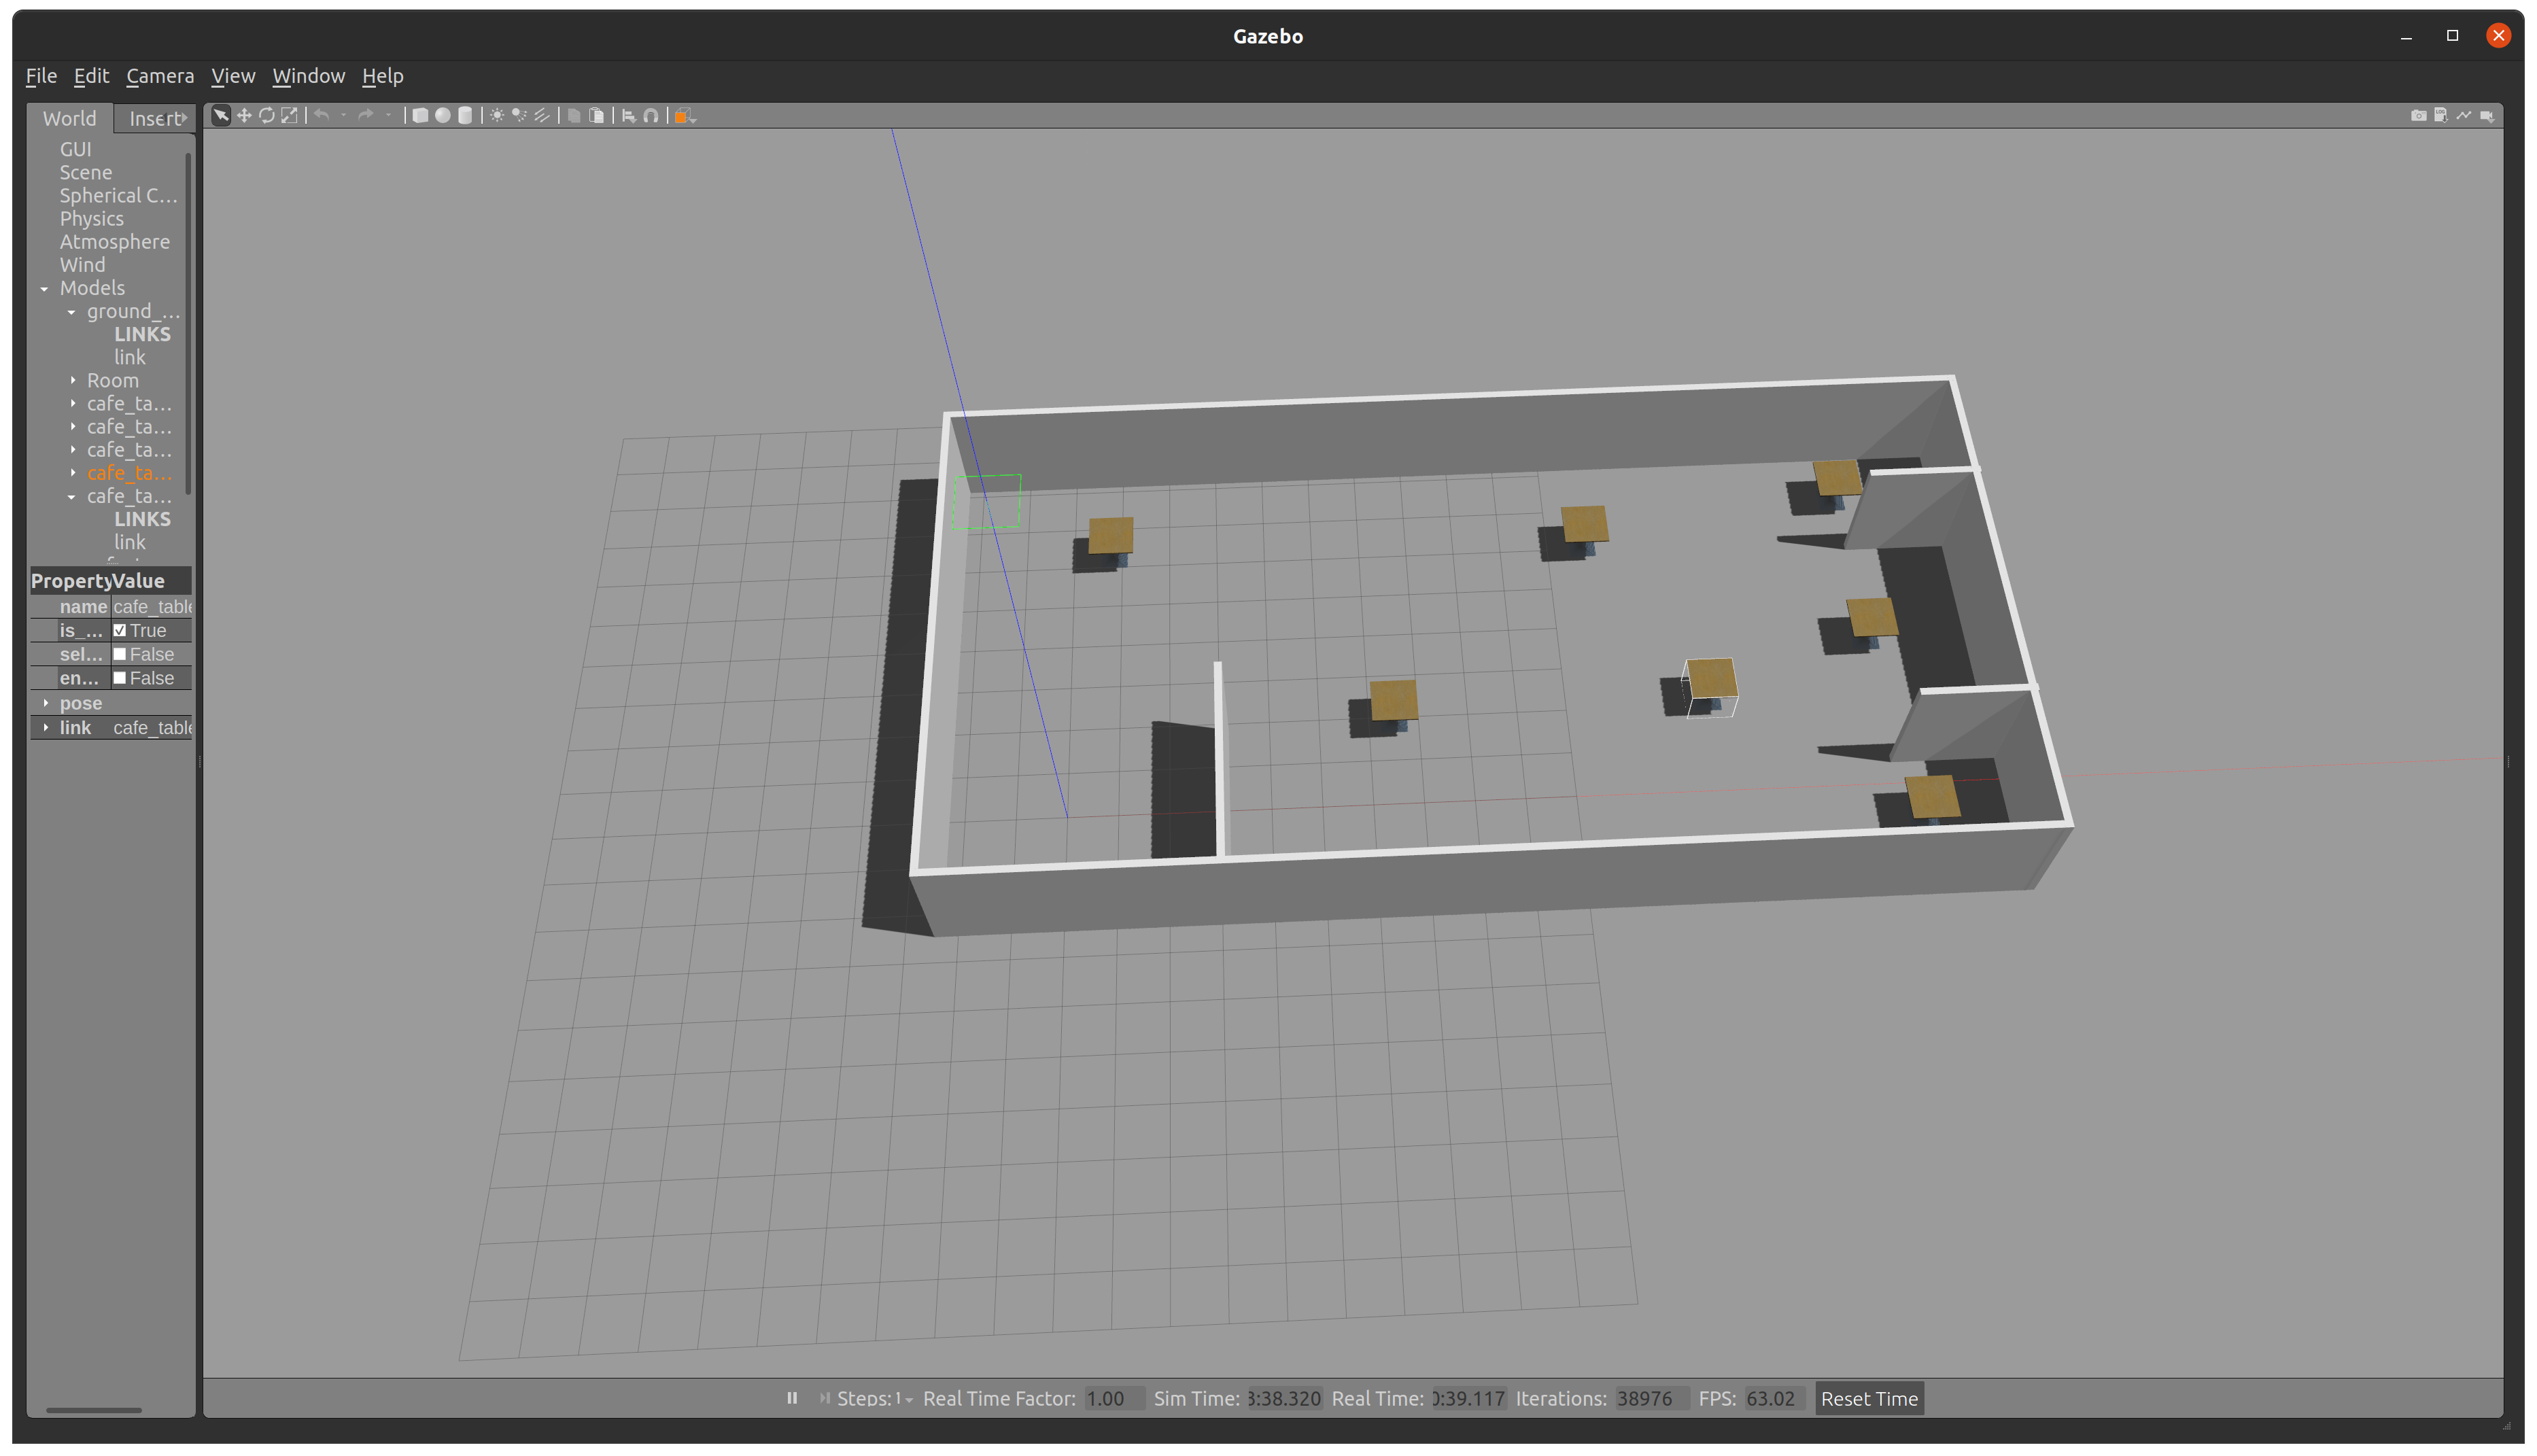 Gazebo
File Edit Camera View Window Help
World Insert
GUI
Scene
Spherical C...
Physics
Atmosphere
Wind
Models
ground_...
LINKS
link
Room
cafe_ta...
cafe_ta...
cafe_ta...
cafe_ta...
cafe_ta...
LINKS
link
Property Value
name cafe_table
is_... True
sel... False
en... False
pose
link cafe_table
Steps: 1 Real Time Factor: 1.00 Sim Time: 3:38.320 Real Time: 0:39.117 Iterations: 38976 FPS: 63.02 Reset Time